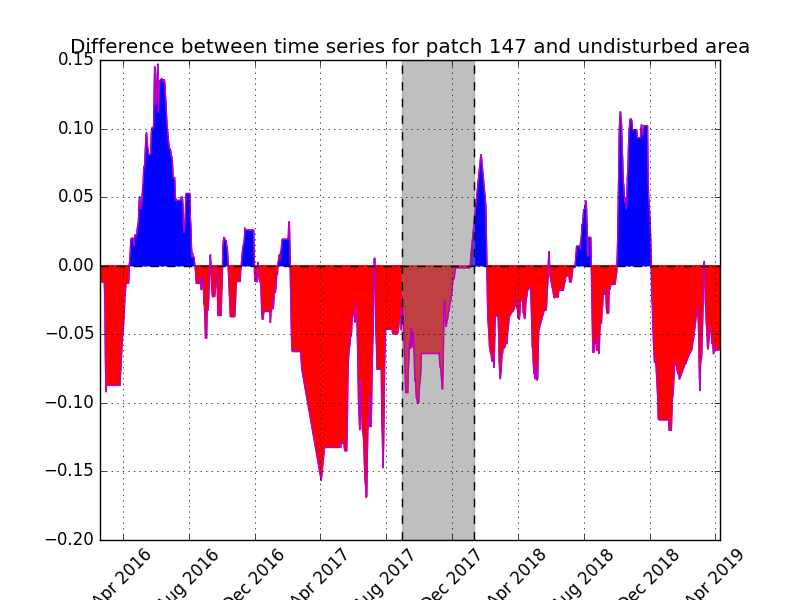 Difference between time series for patch 147 and undisturbed area
0.15
0.10
0.05
0.00
−0.05
−0.10
−0.15
−0.20
Apr 2016
Aug 2016
Dec 2016
Apr 2017
Aug 2017
Dec 2017
Apr 2018
Aug 2018
Dec 2018
Apr 2019